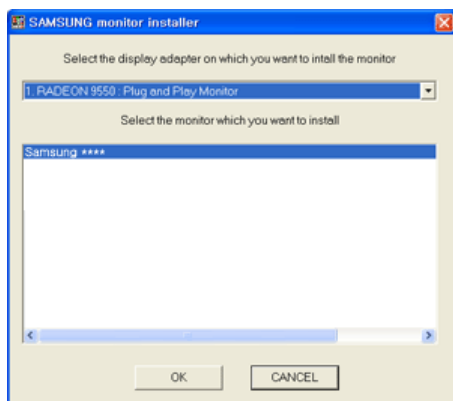 SAMSUNG monitor installer
Select the display adapter on which you want to intall the monitor
1. RADEON 9550 : Plug and Play Monitor
Select the monitor which you want to install
Samsung ****
OK
CANCEL